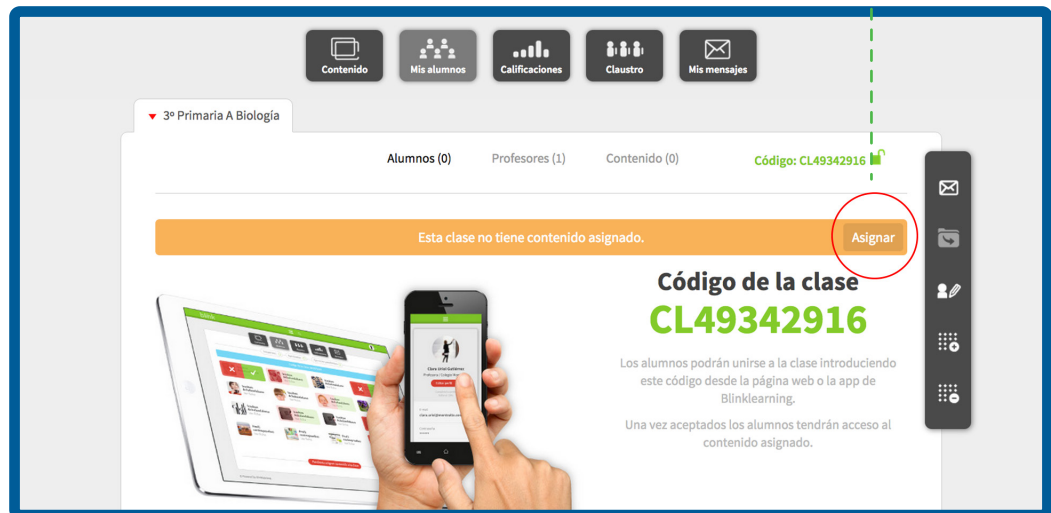 Contenido
Mis alumnos
Calificaciones
Claustro
Mis mensajes
3º Primaria A Biología
Alumnos (0)
Profesores (1)
Contenido (0)
Código: CL49342916
Esta clase no tiene contenido asignado.
Asignar
Código de la clase
CL49342916
Los alumnos podrán unirse a la clase introduciendo
este código desde la página web o la app de
Blinklearning.
Una vez aceptados los alumnos tendrán acceso al
contenido asignado.